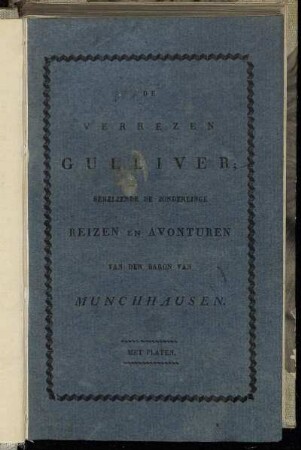 DE
VERREZEN
GULLIVER;
BEHELZENDE DE ZONDERLINGE
REIZEN EN AVONTUREN
VAN DEN BARON VAN
MUNCHHAUSEN.
MET PLATEN.